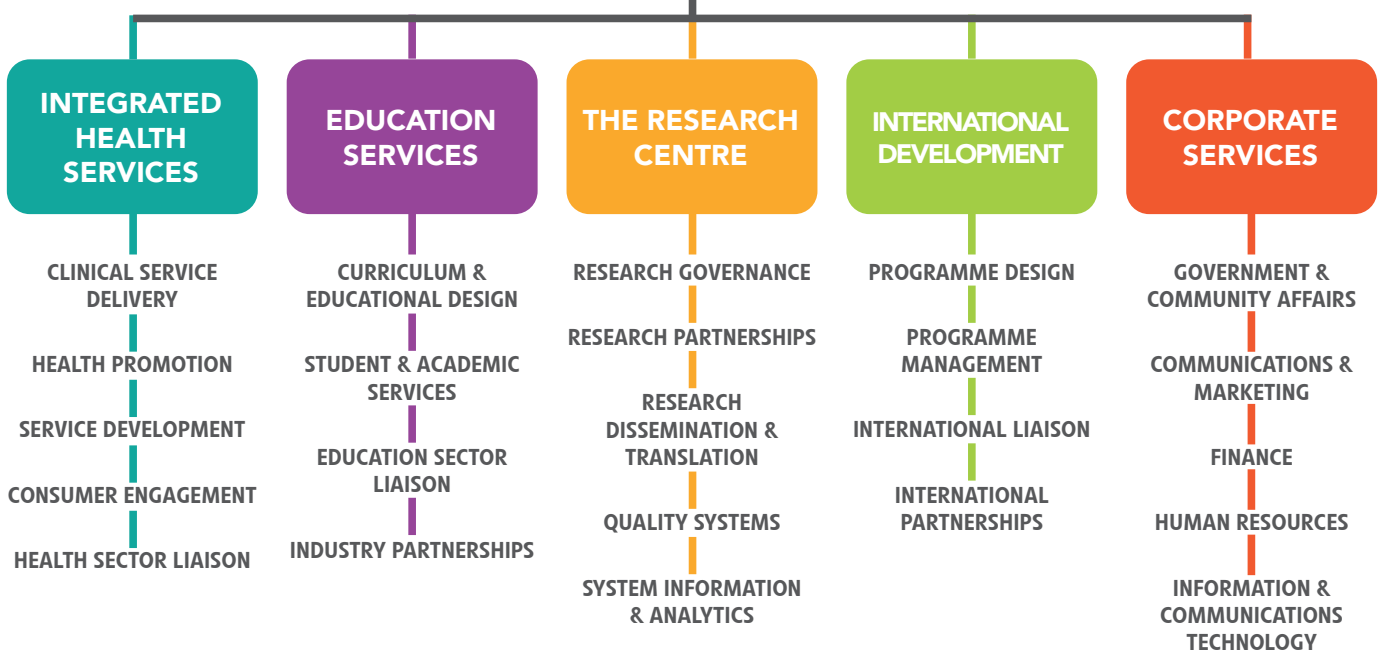 INTEGRATED
HEALTH
SERVICES
CLINICAL SERVICE
DELIVERY
HEALTH PROMOTION
SERVICE DEVELOPMENT
CONSUMER ENGAGEMENT
HEALTH SECTOR LIAISON
EDUCATION
SERVICES
CURRICULUM &
EDUCATIONAL DESIGN
STUDENT & ACADEMIC
SERVICES
EDUCATION SECTOR
LIAISON
INDUSTRY PARTNERSHIPS
THE RESEARCH
CENTRE
RESEARCH GOVERNANCE
RESEARCH PARTNERSHIPS
RESEARCH
DISSEMINATION &
TRANSLATION
QUALITY SYSTEMS
SYSTEM INFORMATION
& ANALYTICS
INTERNATIONAL
DEVELOPMENT
PROGRAMME DESIGN
PROGRAMME
MANAGEMENT
INTERNATIONAL LIAISON
INTERNATIONAL
PARTNERSHIPS
CORPORATE
SERVICES
GOVERNMENT &
COMMUNITY AFFAIRS
COMMUNICATIONS &
MARKETING
FINANCE
HUMAN RESOURCES
INFORMATION &
COMMUNICATIONS
TECHNOLOGY